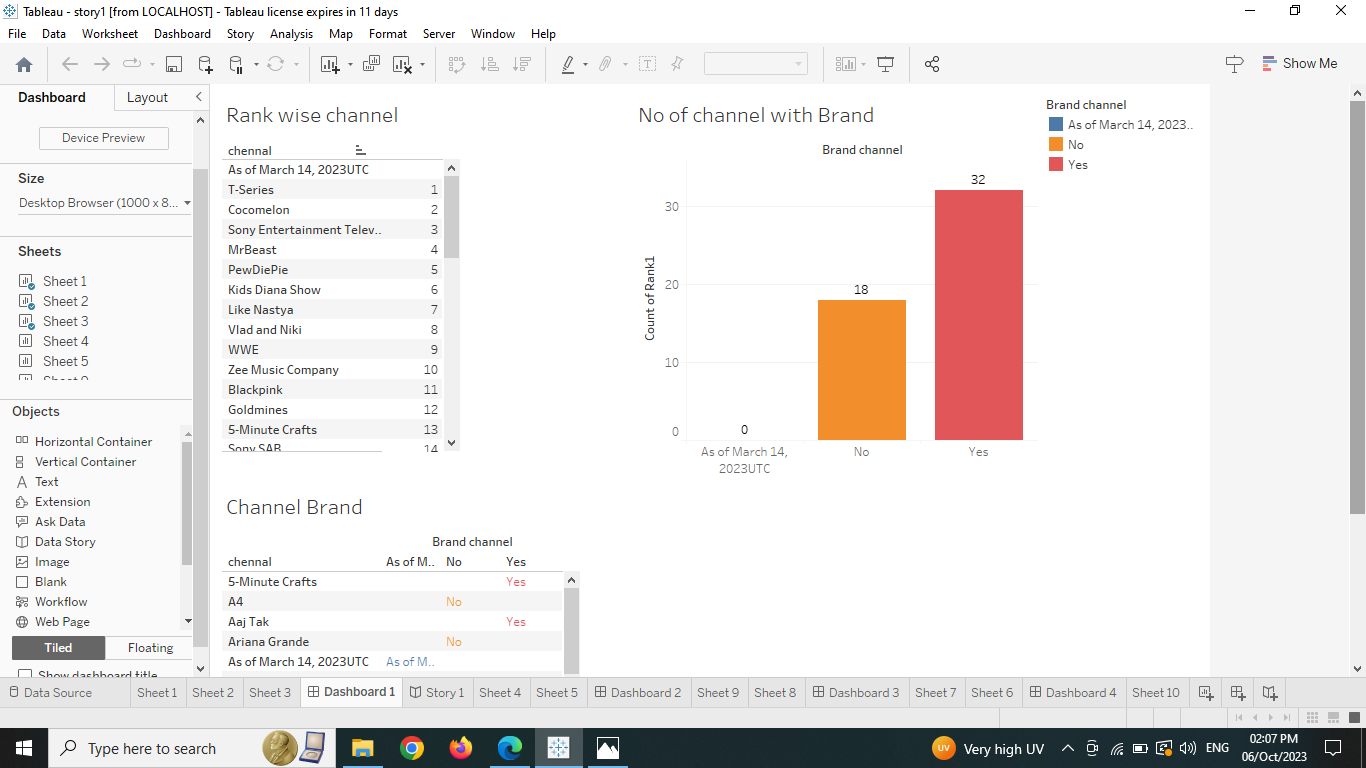 Tableau - story1 [from LOCALHOST] - Tableau license expires in 11 days
File Data Worksheet Dashboard Story Analysis Map Format Server Window Help
Show Me
Dashboard Layout
Device Preview
Size
Desktop Browser (1000 x 8...
Sheets
Sheet 1
Sheet 2
Sheet 3
Sheet 4
Sheet 5
Objects
Horizontal Container
Vertical Container
Text
Extension
Ask Data
Data Story
Image
Blank
Workflow
Web Page
Tiled Floating
Show dashboard title
Rank wise channel
chennal
As of March 14, 2023UTC
T-Series 1
Cocomelon 2
Sony Entertainment Telev.. 3
MrBeast 4
PewDiePie 5
Kids Diana Show 6
Like Nastya 7
Vlad and Niki 8
WWE 9
Zee Music Company 10
Blackpink 11
Goldmines 12
5-Minute Crafts 13
Sony SAB 14
No of channel with Brand
Brand channel
Count of Rank1
30
20
10
0
0
18
32
As of March 14,
2023UTC
No
Yes
Brand channel
As of March 14, 2023..
No
Yes
Channel Brand
Brand channel
chennal As of M.. No Yes
5-Minute Crafts Yes
A4 No
Aaj Tak Yes
Ariana Grande No
As of March 14, 2023UTC As of M..
Data Source Sheet 1 Sheet 2 Sheet 3 Dashboard 1 Story 1 Sheet 4 Sheet 5 Dashboard 2 Sheet 9 Sheet 8 Dashboard 3 Sheet 7 Sheet 6 Dashboard 4 Sheet 10
Type here to search
UV
Very high UV
ENG
02:07 PM
06/Oct/2023